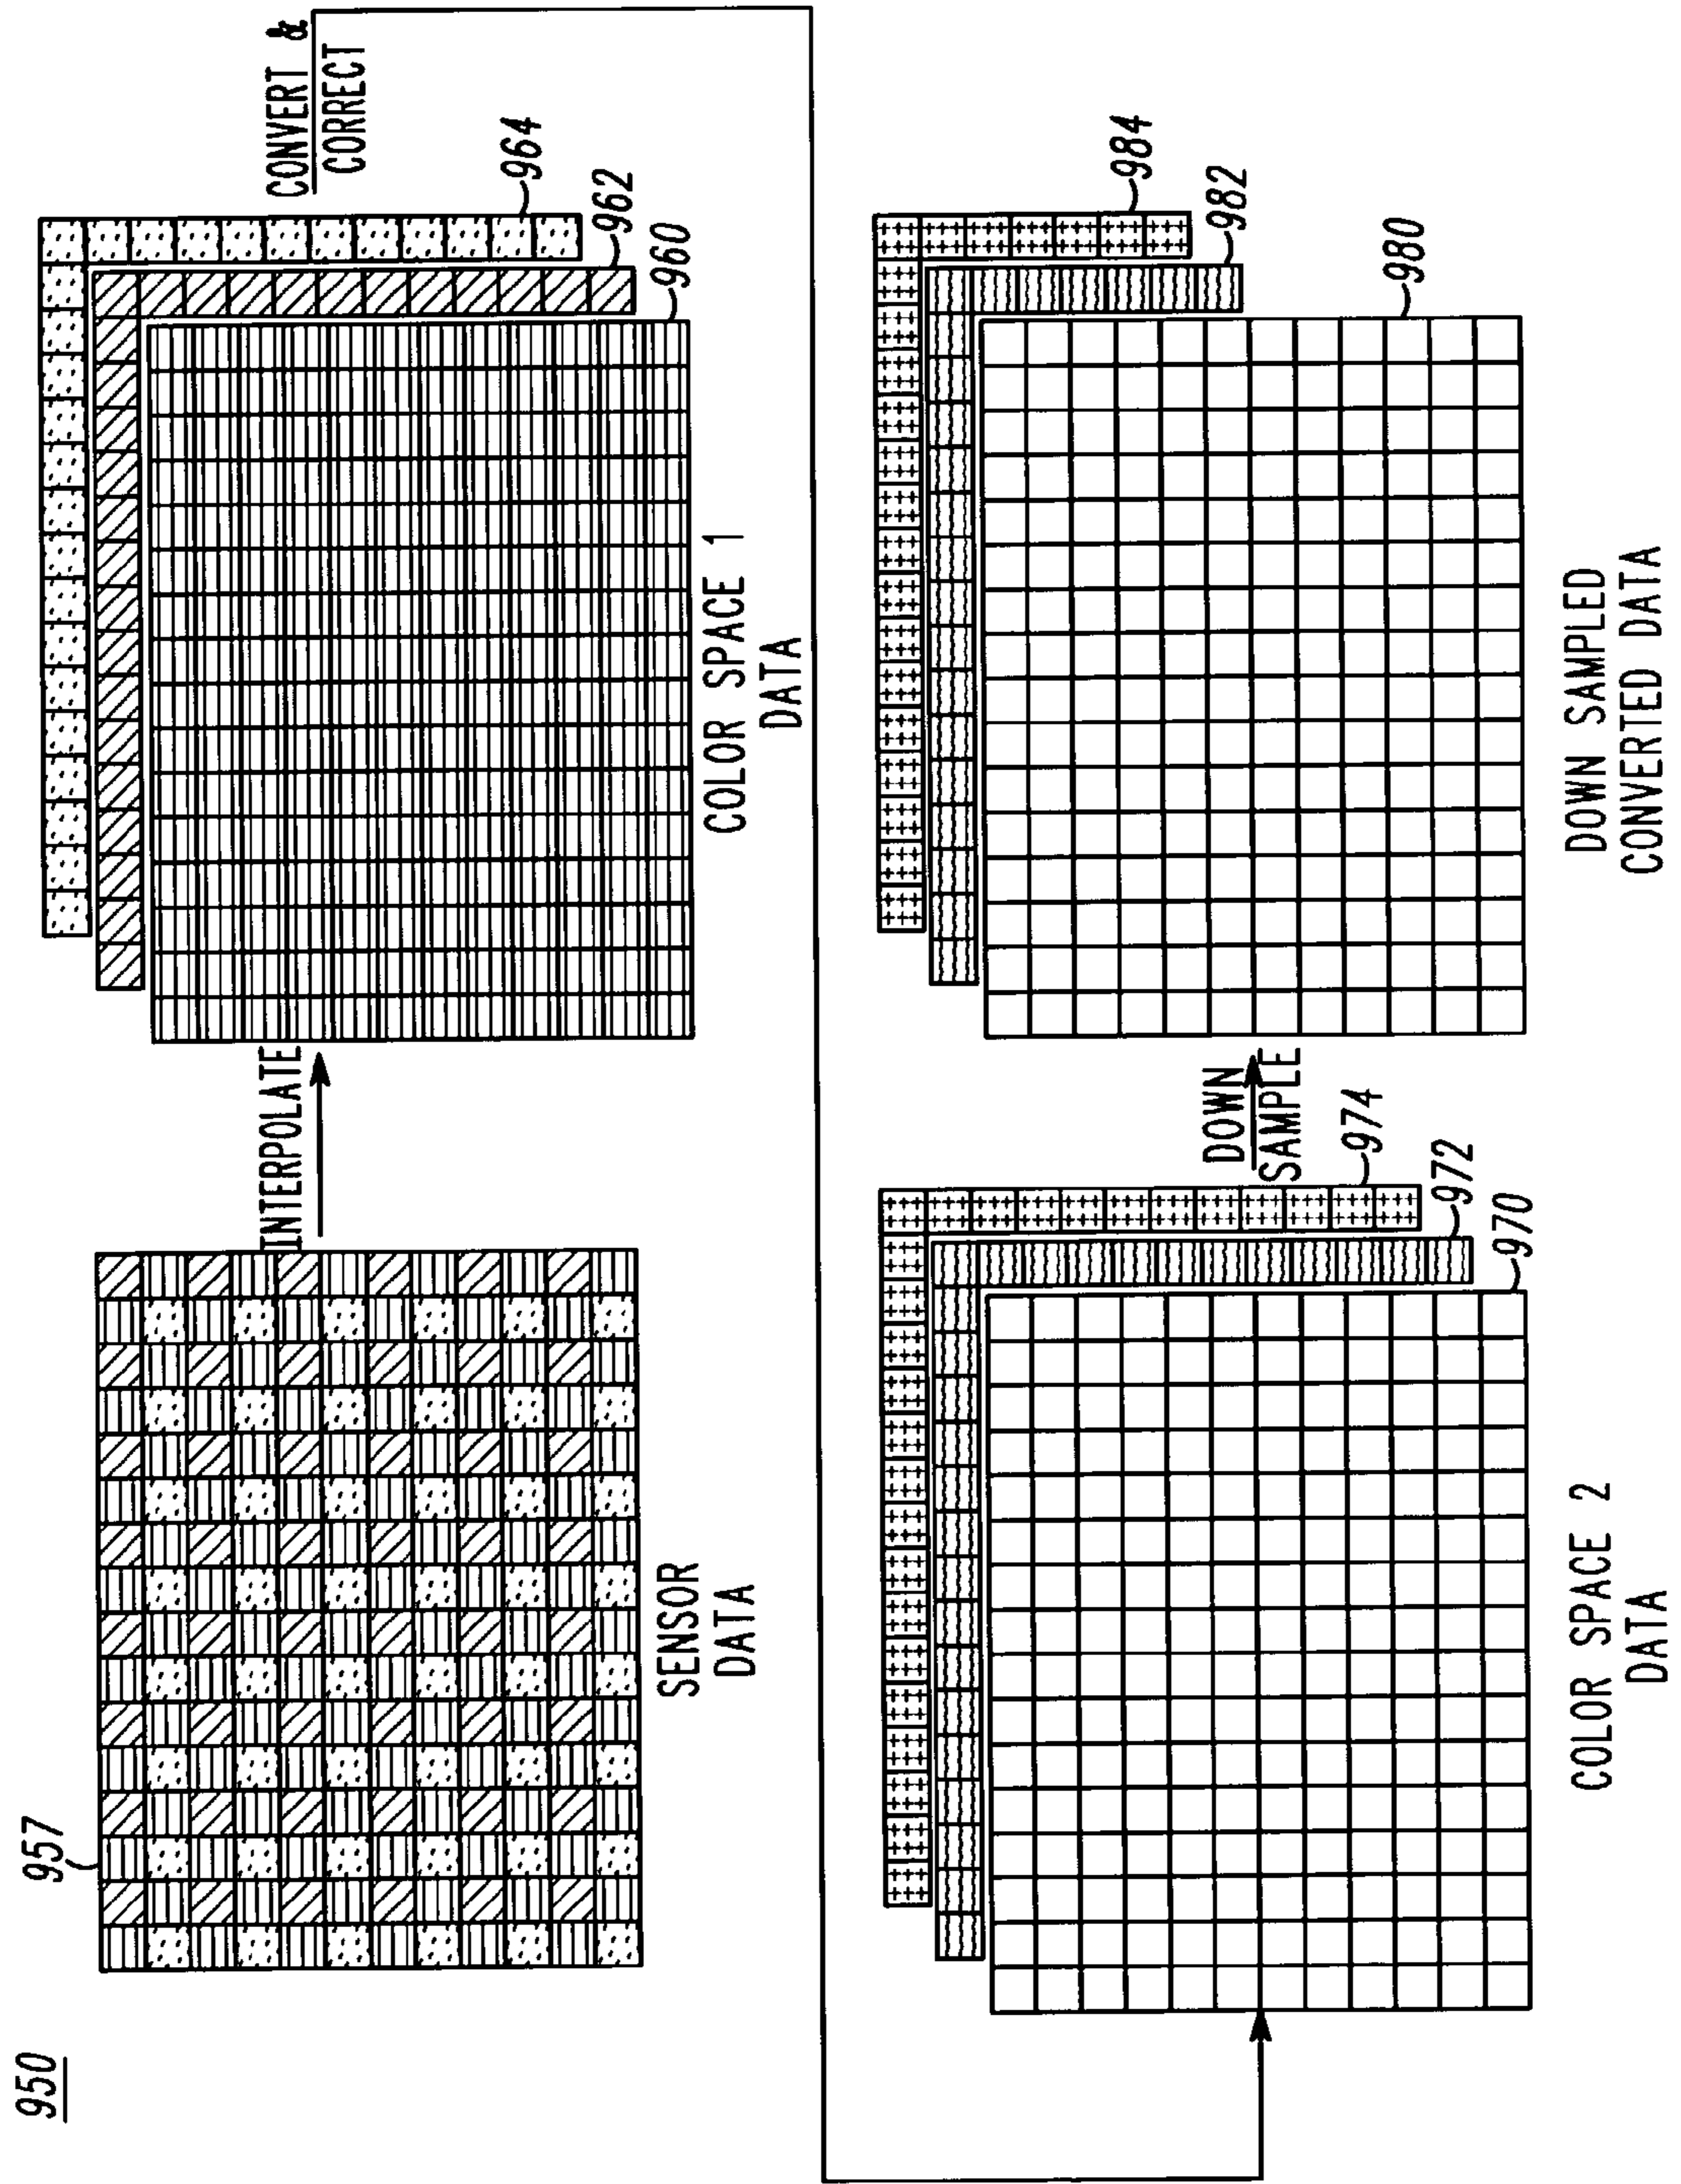 950
957
SENSOR
DATA
INTERPOLATE
964
962
960
COLOR SPACE 1
DATA
CONVERT &
CORRECT
974
972
970
COLOR SPACE 2
DATA
DOWN
SAMPLE
984
982
980
DOWN SAMPLED
CONVERTED DATA